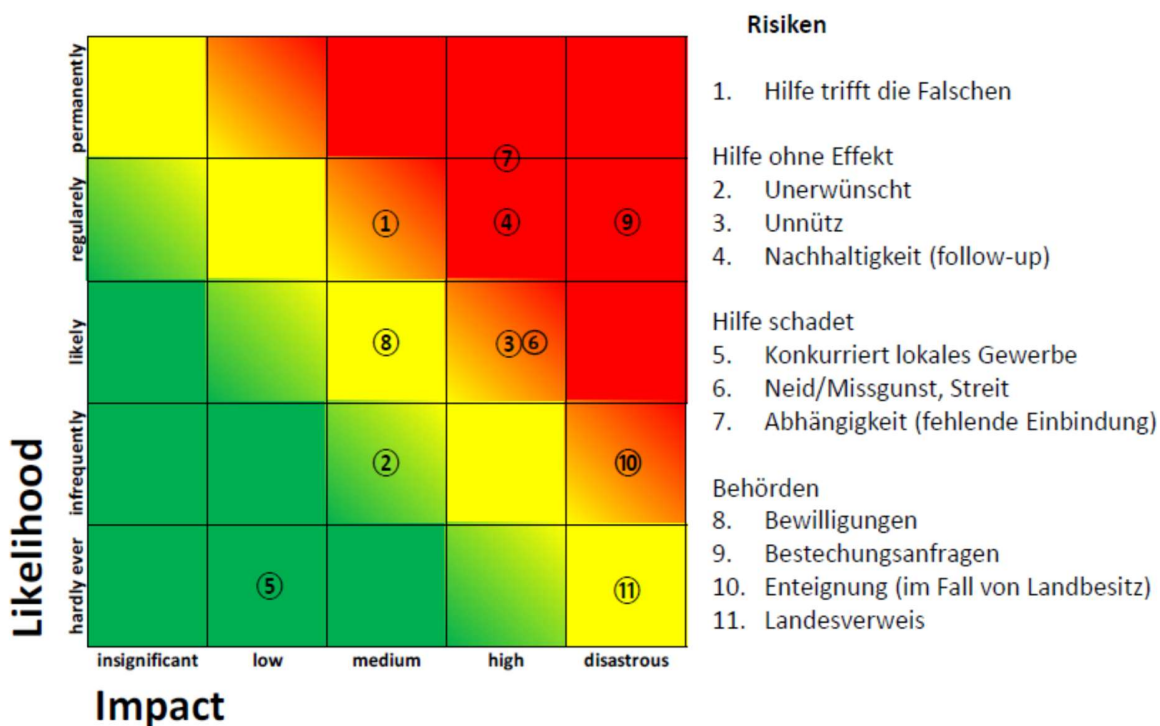 Risiken
1. Hilfe trifft die Falschen
Hilfe ohne Effekt
2. Unerwünscht
3. Unnütz
4. Nachhaltigkeit (follow-up)
Hilfe schadet
5. Konkurriert lokales Gewerbe
6. Neid/Missgunst, Streit
7. Abhängigkeit (fehlende Einbindung)
Behörden
8. Bewilligungen
9. Bestechungsanfragen
10. Enteignung (im Fall von Landbesitz)
11. Landesverweis
Likelihood
permanently
regularely
likely
infrequently
hardly ever
7
1 4 9
8 3 6
2 10
5 11
insignificant low medium high disastrous
Impact